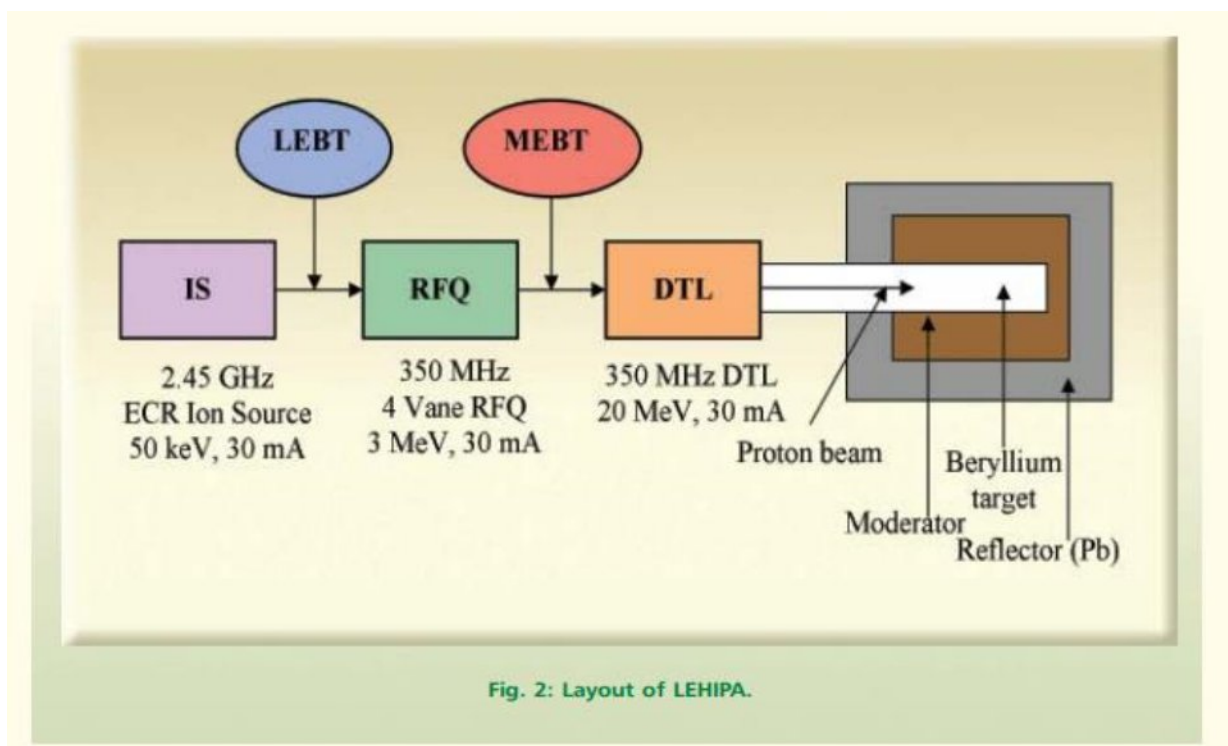 LEBT
MEBT
IS
RFQ
DTL
2.45 GHz
ECR Ion Source
50 keV, 30 mA
350 MHz
4 Vane RFQ
3 MeV, 30 mA
350 MHz DTL
20 MeV, 30 mA
Proton beam
Moderator
Beryllium
target
Reflector (Pb)
Fig. 2: Layout of LEHIPA.